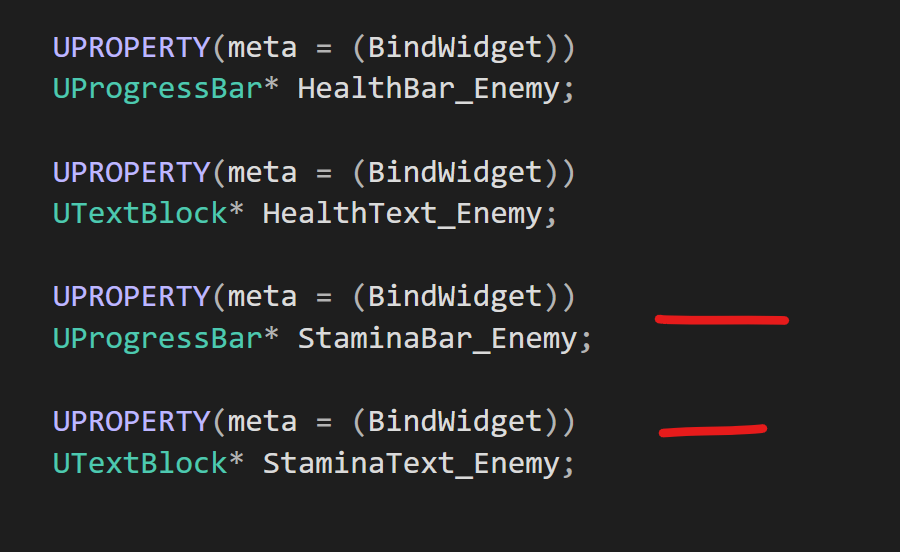 UPROPERTY(meta = (BindWidget))
UProgressBar* HealthBar_Enemy;
UPROPERTY(meta = (BindWidget))
UTextBlock* HealthText_Enemy;
UPROPERTY(meta = (BindWidget))
UProgressBar* StaminaBar_Enemy;
UPROPERTY(meta = (BindWidget))
UTextBlock* StaminaText_Enemy;